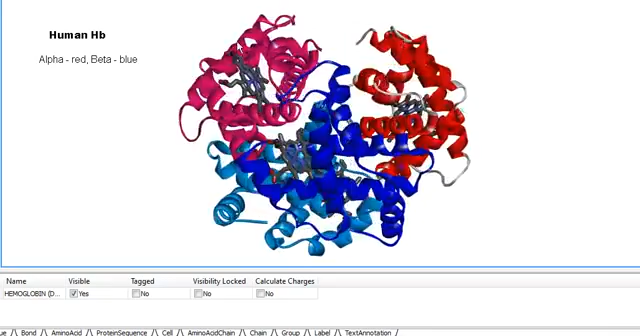 Human Hb
Alpha - red, Beta - blue
Name Visible Tagged Visibility Locked Calculate Charges
HEMOGLOBIN (D... Yes No No No
ue Bond AminoAcid ProteinSequence Cell AminoAcidChain Chain Group Label TextAnnotation